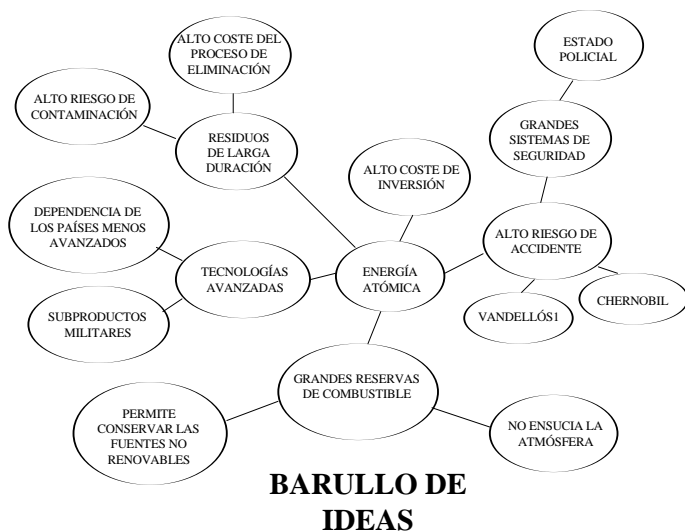 ALTO COSTE DEL
PROCESO DE
ELIMINACIÓN
ESTADO
POLICIAL
ALTO RIESGO DE
CONTAMINACIÓN
RESIDUOS
DE LARGA
DURACIÓN
GRANDES
SISTEMAS DE
SEGURIDAD
ALTO COSTE DE
INVERSIÓN
DEPENDENCIA DE
LOS PAÍSES MENOS
AVANZADOS
TECNOLOGÍAS
AVANZADAS
ENERGÍA
ATÓMICA
ALTO RIESGO DE
ACCIDENTE
SUBPRODUCTOS
MILITARES
VANDELLÓS1
CHERNOBIL
GRANDES RESERVAS
DE COMBUSTIBLE
PERMITE
CONSERVAR LAS
FUENTES NO
RENOVABLES
NO ENSUCIA LA
ATMÓSFERA
BARULLO DE
IDEAS